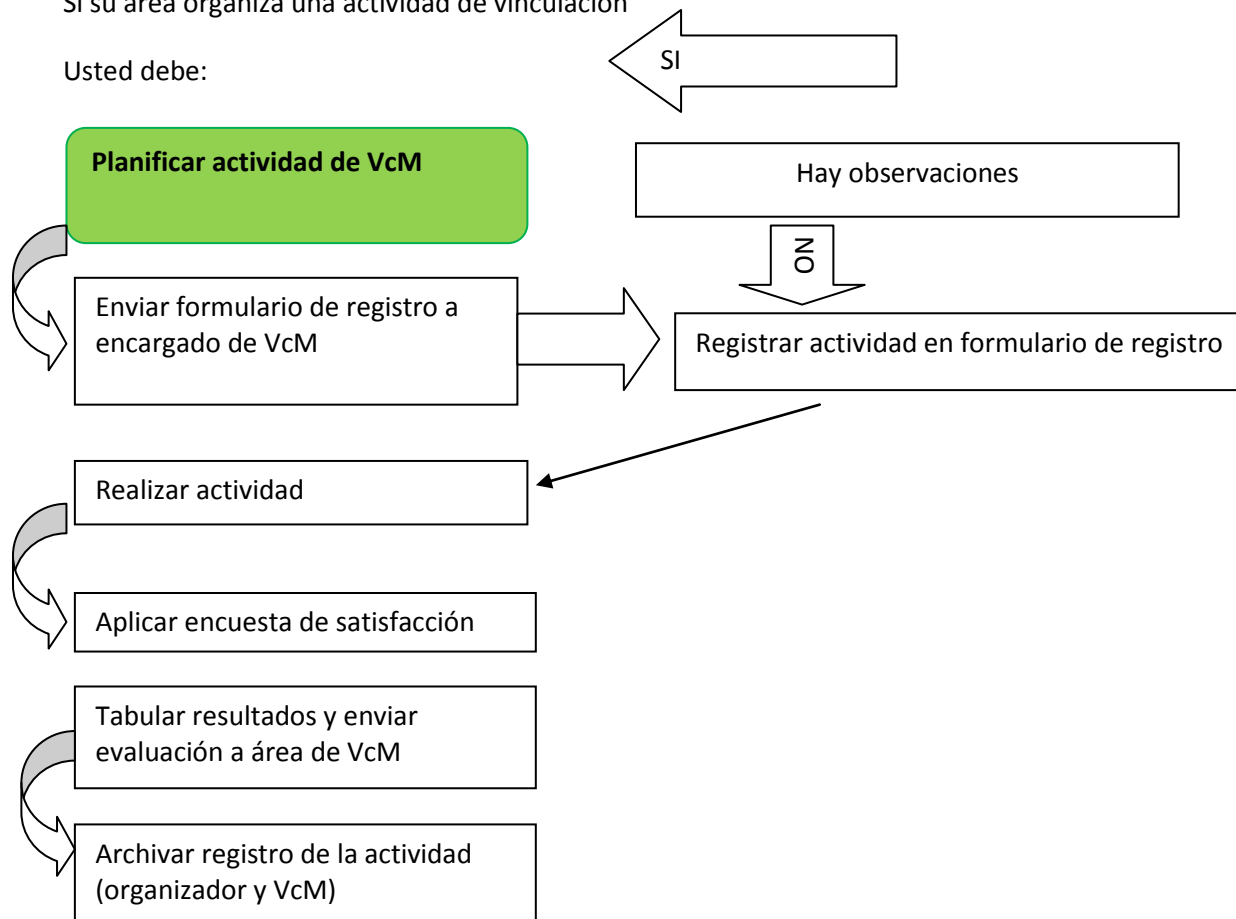 Si su área organiza una actividad de vinculación
Usted debe:
SI
Planificar actividad de VcM
Hay observaciones
NO
Enviar formulario de registro a
encargado de VcM
Registrar actividad en formulario de registro
Realizar actividad
Aplicar encuesta de satisfacción
Tabular resultados y enviar
evaluación a área de VcM
Archivar registro de la actividad
(organizador y VcM)